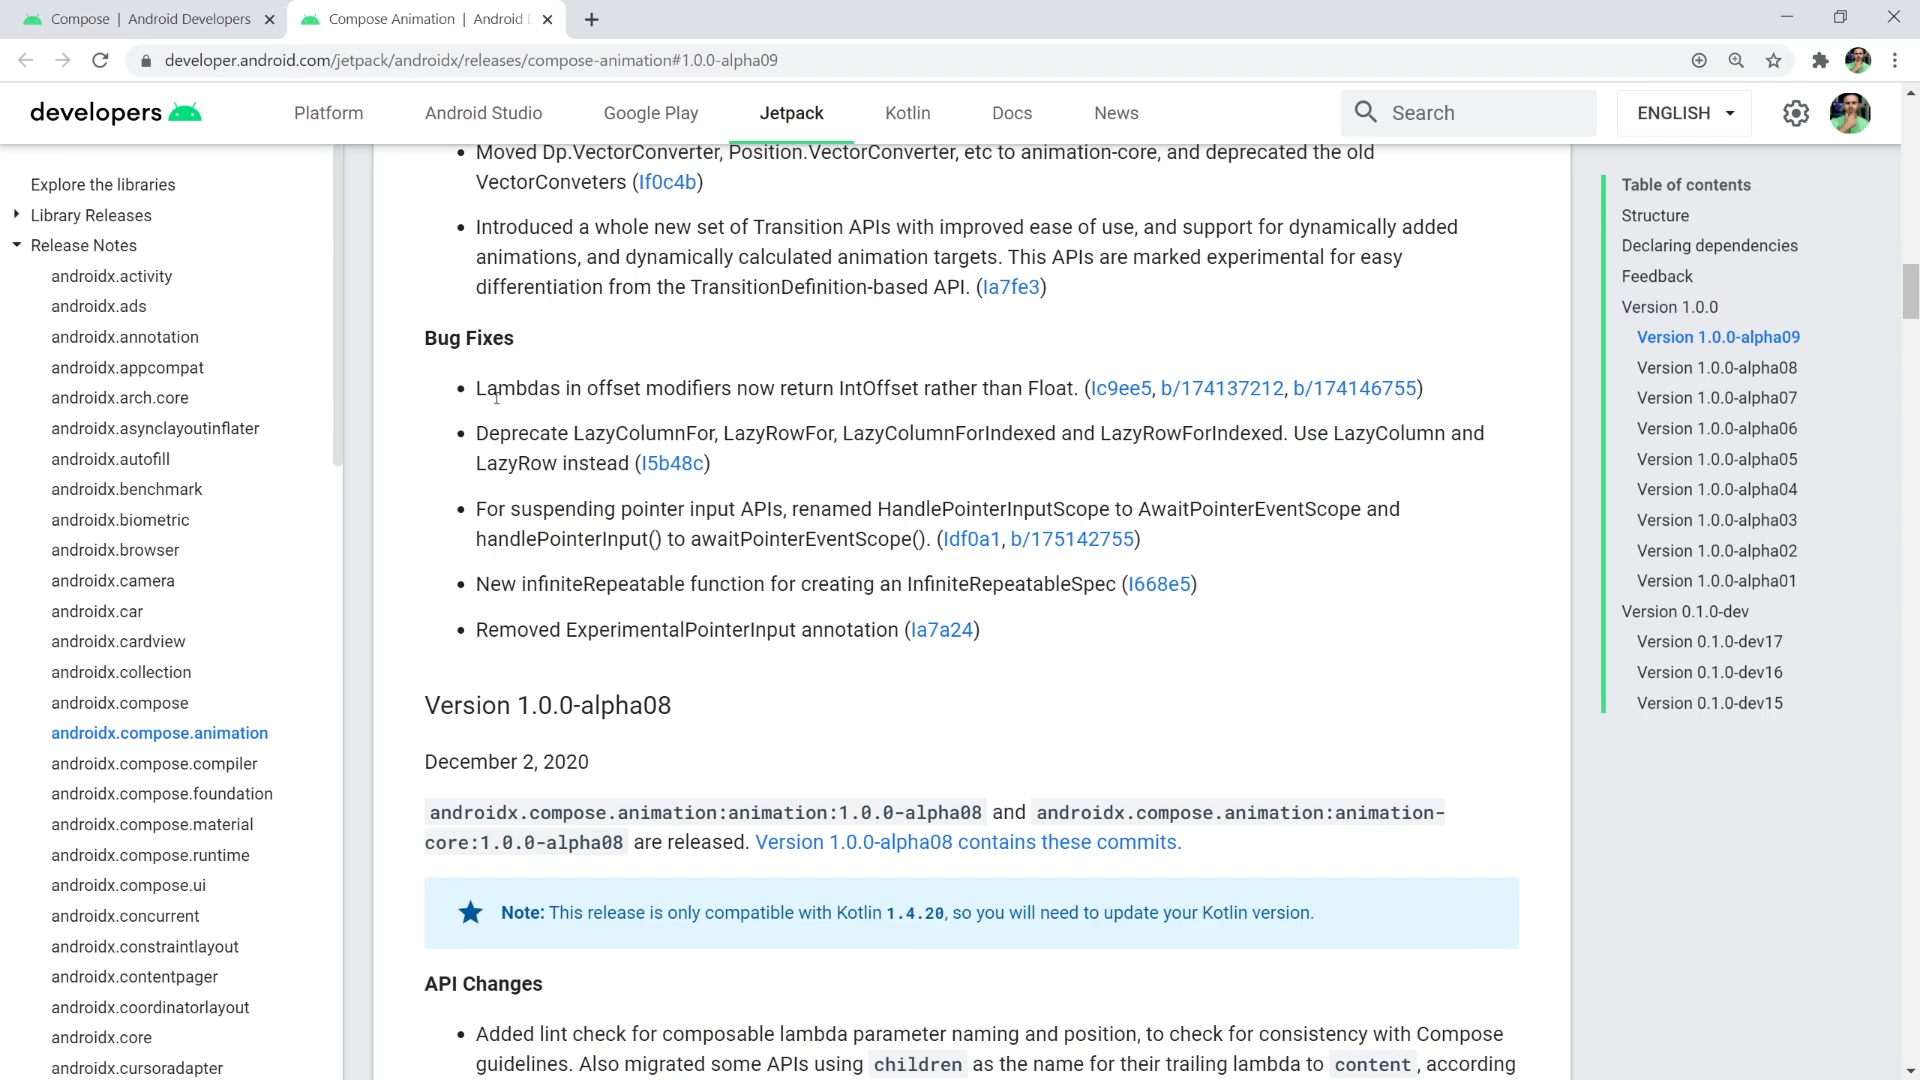 Compose | Android Developers
Compose Animation | Android D
developer.android.com/jetpack/androidx/releases/compose-animation#1.0.0-alpha09
developers
Platform
Android Studio
Google Play
Jetpack
Kotlin
Docs
News
Search
ENGLISH
Explore the libraries
Library Releases
Release Notes
androidx.activity
androidx.ads
androidx.annotation
androidx.appcompat
androidx.arch.core
androidx.asynclayoutinflater
androidx.autofill
androidx.benchmark
androidx.biometric
androidx.browser
androidx.camera
androidx.car
androidx.cardview
androidx.collection
androidx.compose
androidx.compose.animation
androidx.compose.compiler
androidx.compose.foundation
androidx.compose.material
androidx.compose.runtime
androidx.compose.ui
androidx.concurrent
androidx.constraintlayout
androidx.contentpager
androidx.coordinatorlayout
androidx.core
androidx.cursoradapter
• Moved Dp.VectorConverter, Position.VectorConverter, etc to animation-core, and deprecated the old
VectorConveters (If0c4b)
• Introduced a whole new set of Transition APIs with improved ease of use, and support for dynamically added
animations, and dynamically calculated animation targets. This APIs are marked experimental for easy
differentiation from the TransitionDefinition-based API. (Ia7fe3)
Bug Fixes
• Lambdas in offset modifiers now return IntOffset rather than Float. (Ic9ee5, b/174137212, b/174146755)
• Deprecate LazyColumnFor, LazyRowFor, LazyColumnForIndexed and LazyRowForIndexed. Use LazyColumn and
LazyRow instead (I5b48c)
• For suspending pointer input APIs, renamed HandlePointerInputScope to AwaitPointerEventScope and
handlePointerInput() to awaitPointerEventScope(). (Idf0a1, b/175142755)
• New infiniteRepeatable function for creating an InfiniteRepeatableSpec (I668e5)
• Removed ExperimentalPointerInput annotation (Ia7a24)
Version 1.0.0-alpha08
December 2, 2020
androidx.compose.animation:animation:1.0.0-alpha08 and androidx.compose.animation:animation-
core:1.0.0-alpha08 are released. Version 1.0.0-alpha08 contains these commits.
Note: This release is only compatible with Kotlin 1.4.20, so you will need to update your Kotlin version.
API Changes
• Added lint check for composable lambda parameter naming and position, to check for consistency with Compose
guidelines. Also migrated some APIs using children as the name for their trailing lambda to content, according
Table of contents
Structure
Declaring dependencies
Feedback
Version 1.0.0
Version 1.0.0-alpha09
Version 1.0.0-alpha08
Version 1.0.0-alpha07
Version 1.0.0-alpha06
Version 1.0.0-alpha05
Version 1.0.0-alpha04
Version 1.0.0-alpha03
Version 1.0.0-alpha02
Version 1.0.0-alpha01
Version 0.1.0-dev
Version 0.1.0-dev17
Version 0.1.0-dev16
Version 0.1.0-dev15